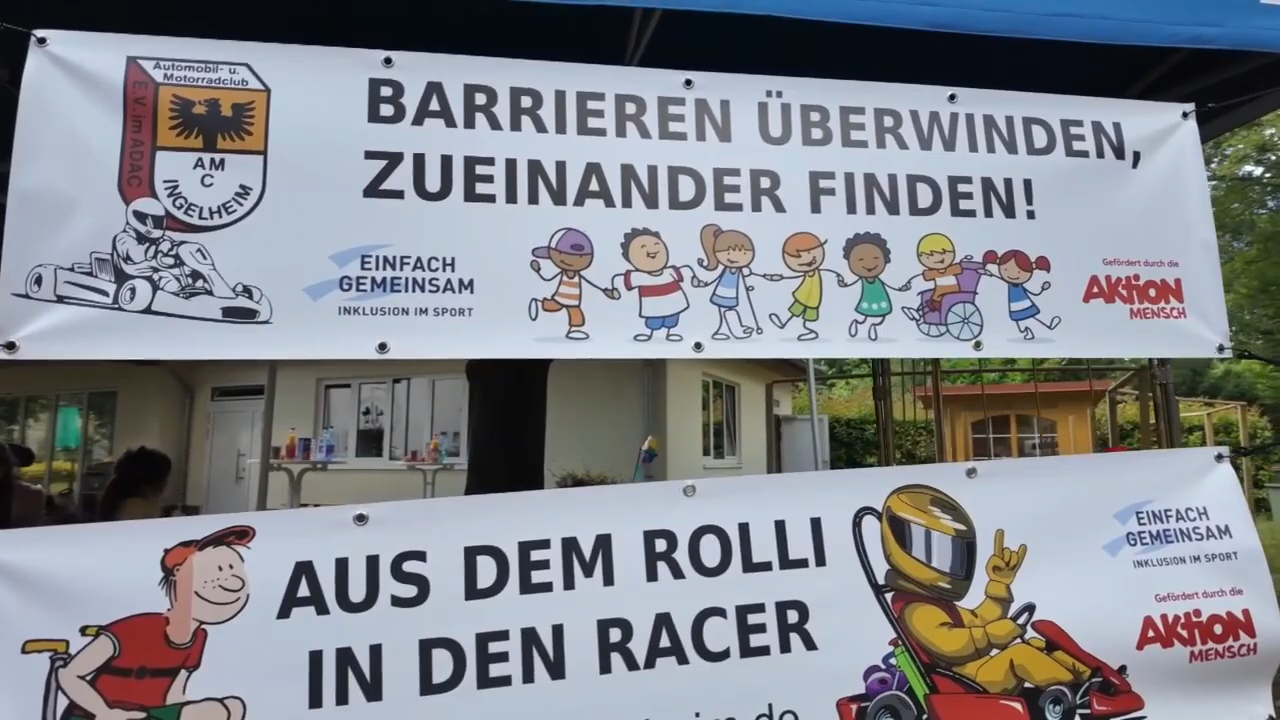 Automobil- u.
Motorradclub
E.V. im ADAC
AM
C
INGELHEIM
BARRIEREN ÜBERWINDEN,
ZUEINANDER FINDEN!
EINFACH
GEMEINSAM
INKLUSION IM SPORT
Gefördert durch die
AKTiON
MENSCH
AUS DEM ROLLI
IN DEN RACER
EINFACH
GEMEINSAM
INKLUSION IM SPORT
Gefördert durch die
AKTiON
MENSCH